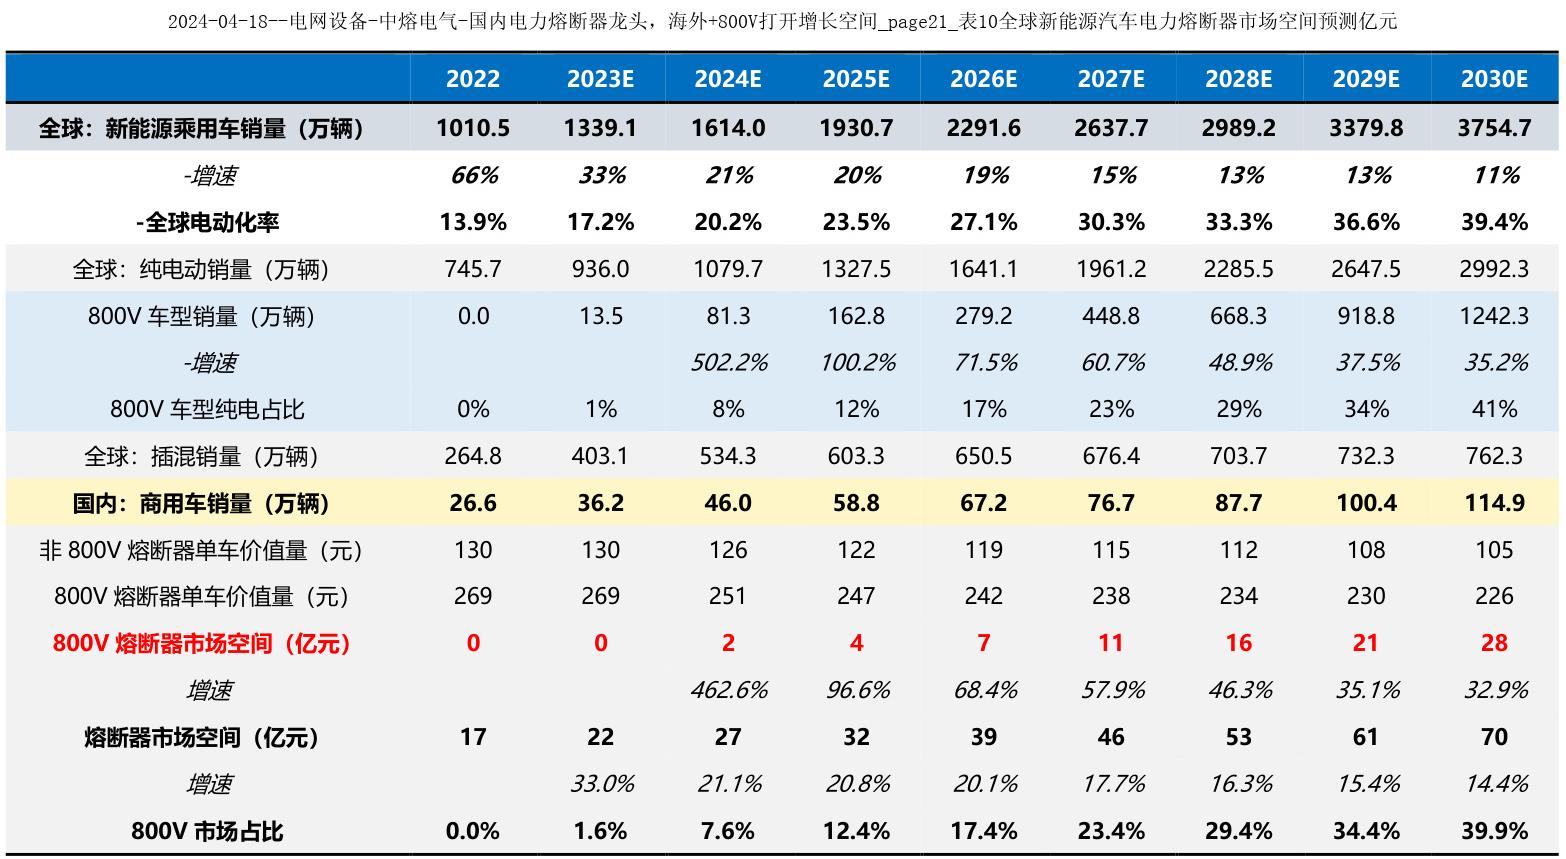 2024-04-18--电网设备-中熔电气-国内电力熔断器龙头，海外+800V打开增长空间_page21_表10全球新能源汽车电力熔断器市场空间预测亿元
2022 2023E 2024E 2025E 2026E 2027E 2028E 2029E 2030E
全球：新能源乘用车销量（万辆） 1010.5 1339.1 1614.0 1930.7 2291.6 2637.7 2989.2 3379.8 3754.7
-增速 66% 33% 21% 20% 19% 15% 13% 13% 11%
-全球电动化率 13.9% 17.2% 20.2% 23.5% 27.1% 30.3% 33.3% 36.6% 39.4%
全球：纯电动销量（万辆） 745.7 936.0 1079.7 1327.5 1641.1 1961.2 2285.5 2647.5 2992.3
800V 车型销量（万辆） 0.0 13.5 81.3 162.8 279.2 448.8 668.3 918.8 1242.3
-增速 502.2% 100.2% 71.5% 60.7% 48.9% 37.5% 35.2%
800V 车型纯电占比 0% 1% 8% 12% 17% 23% 29% 34% 41%
全球：插混销量（万辆） 264.8 403.1 534.3 603.3 650.5 676.4 703.7 732.3 762.3
国内：商用车销量（万辆） 26.6 36.2 46.0 58.8 67.2 76.7 87.7 100.4 114.9
非 800V 熔断器单车价值量（元） 130 130 126 122 119 115 112 108 105
800V 熔断器单车价值量（元） 269 269 251 247 242 238 234 230 226
800V 熔断器市场空间（亿元） 0 0 2 4 7 11 16 21 28
增速 462.6% 96.6% 68.4% 57.9% 46.3% 35.1% 32.9%
熔断器市场空间（亿元） 17 22 27 32 39 46 53 61 70
增速 33.0% 21.1% 20.8% 20.1% 17.7% 16.3% 15.4% 14.4%
800V 市场占比 0.0% 1.6% 7.6% 12.4% 17.4% 23.4% 29.4% 34.4% 39.9%